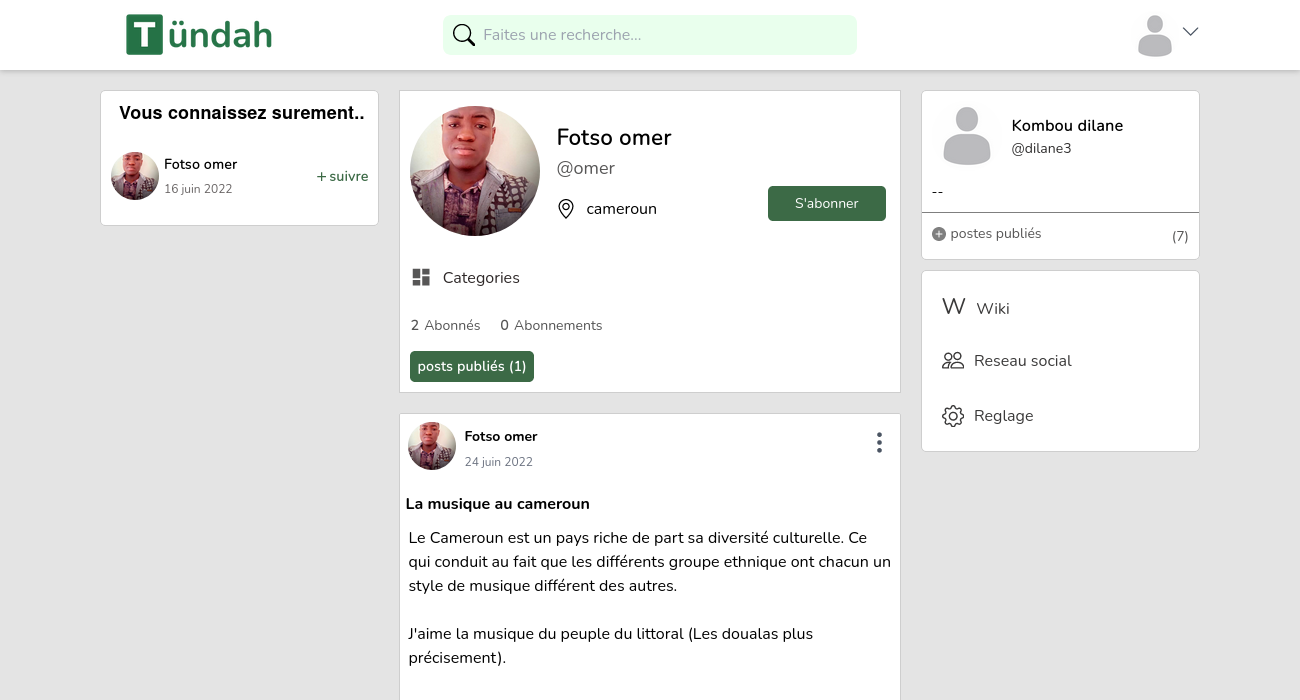 Tündah
Faites une recherche...
Vous connaissez surement..
Fotso omer
16 juin 2022
+ suivre
Fotso omer
@omer
cameroun
S'abonner
Categories
2 Abonnés 0 Abonnements
posts publiés (1)
Fotso omer
24 juin 2022
La musique au cameroun
Le Cameroun est un pays riche de part sa diversité culturelle. Ce
qui conduit au fait que les différents groupe ethnique ont chacun un
style de musique différent des autres.
J'aime la musique du peuple du littoral (Les doualas plus
précisement).
Kombou dilane
@dilane3
--
postes publiés (7)
W Wiki
Reseau social
Reglage